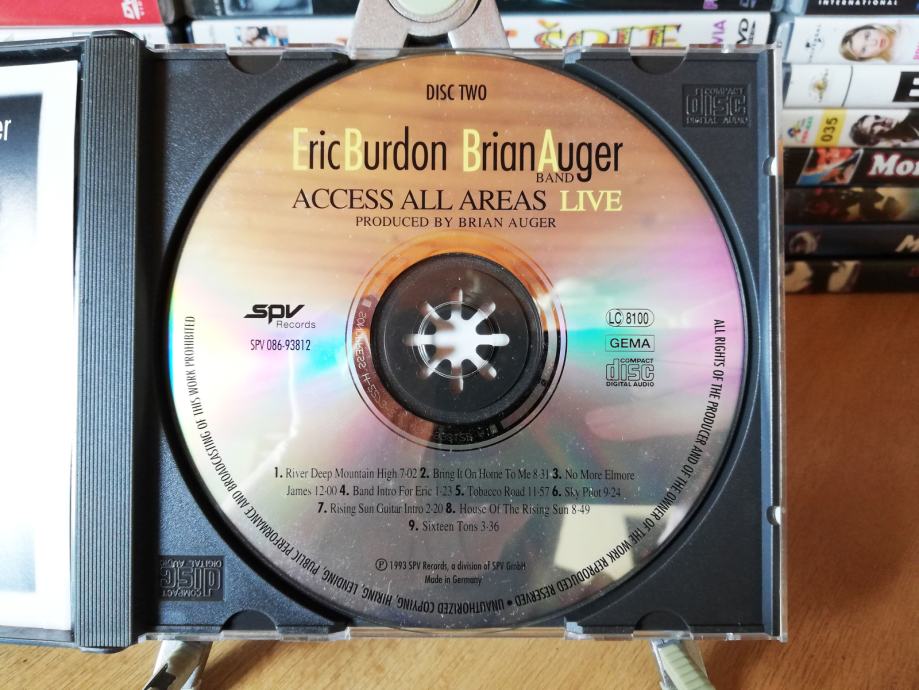 INTERNATIONAL
VIA
DVD
035
Mo
er
COMPACT
disc
DIGITAL AUDIO
DISC TWO
EricBurdon BrianAuger
BAND
ACCESS ALL AREAS LIVE
PRODUCED BY BRIAN AUGER
spv
Records
SPV 086-93812
LC 8100
GEMA
COMPACT
disc
DIGITAL AUDIO
1. River Deep Mountain High 7-02 2. Bring It On Home To Me 8-31 3. No More Elmore
James 12-00 4. Band Intro For Eric 1-23 5. Tobacco Road 11-57 6. Sky Pilot 9-24
7. Rising Sun Guitar Intro 2-20 8. House Of The Rising Sun 8-49
9. Sixteen Tons 3-36
℗ 1993 SPV Records, a division of SPV GmbH
Made in Germany
ALL RIGHTS OF THE PRODUCER AND OF THE OWNER OF THE WORK REPRODUCED RESERVED • UNAUTHORIZED COPYING, HIRING, LENDING, PUBLIC PERFORMANCE AND BROADCASTING OF THIS WORK PROHIBITED
COMPACT
disc
DIGITAL AUDIO